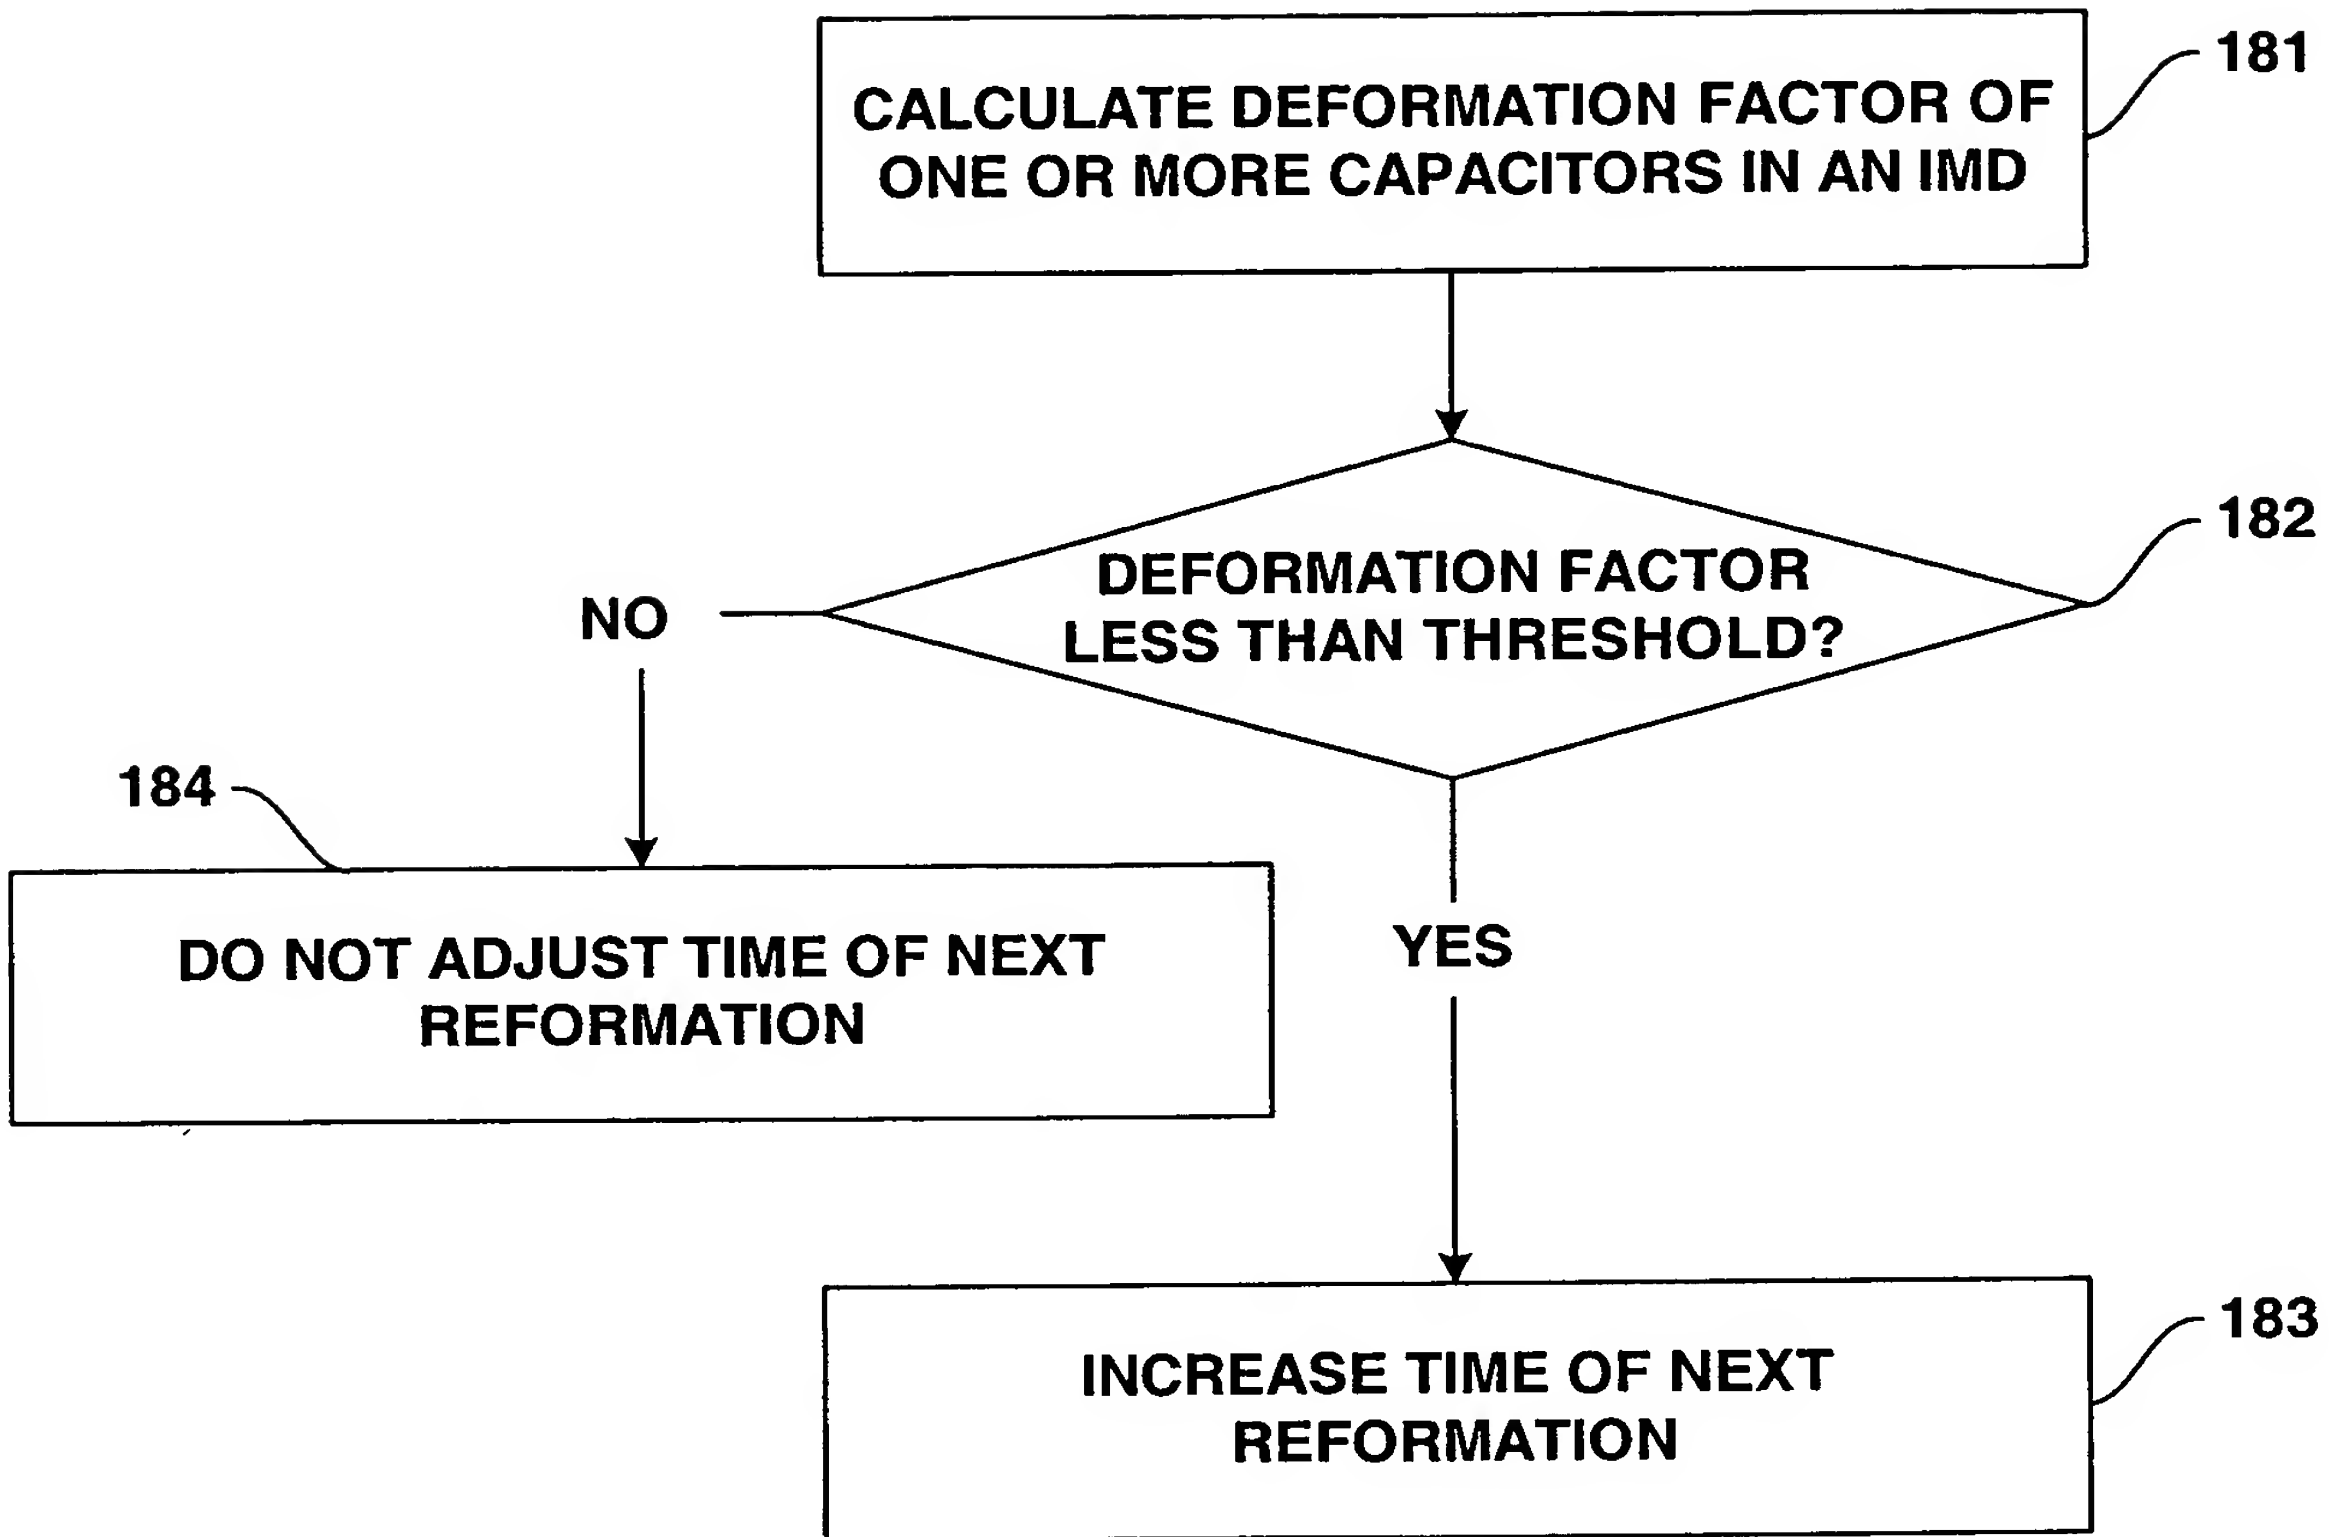 181
CALCULATE DEFORMATION FACTOR OF
ONE OR MORE CAPACITORS IN AN IMD
182
DEFORMATION FACTOR
LESS THAN THRESHOLD?
NO
184
DO NOT ADJUST TIME OF NEXT
REFORMATION
YES
183
INCREASE TIME OF NEXT
REFORMATION